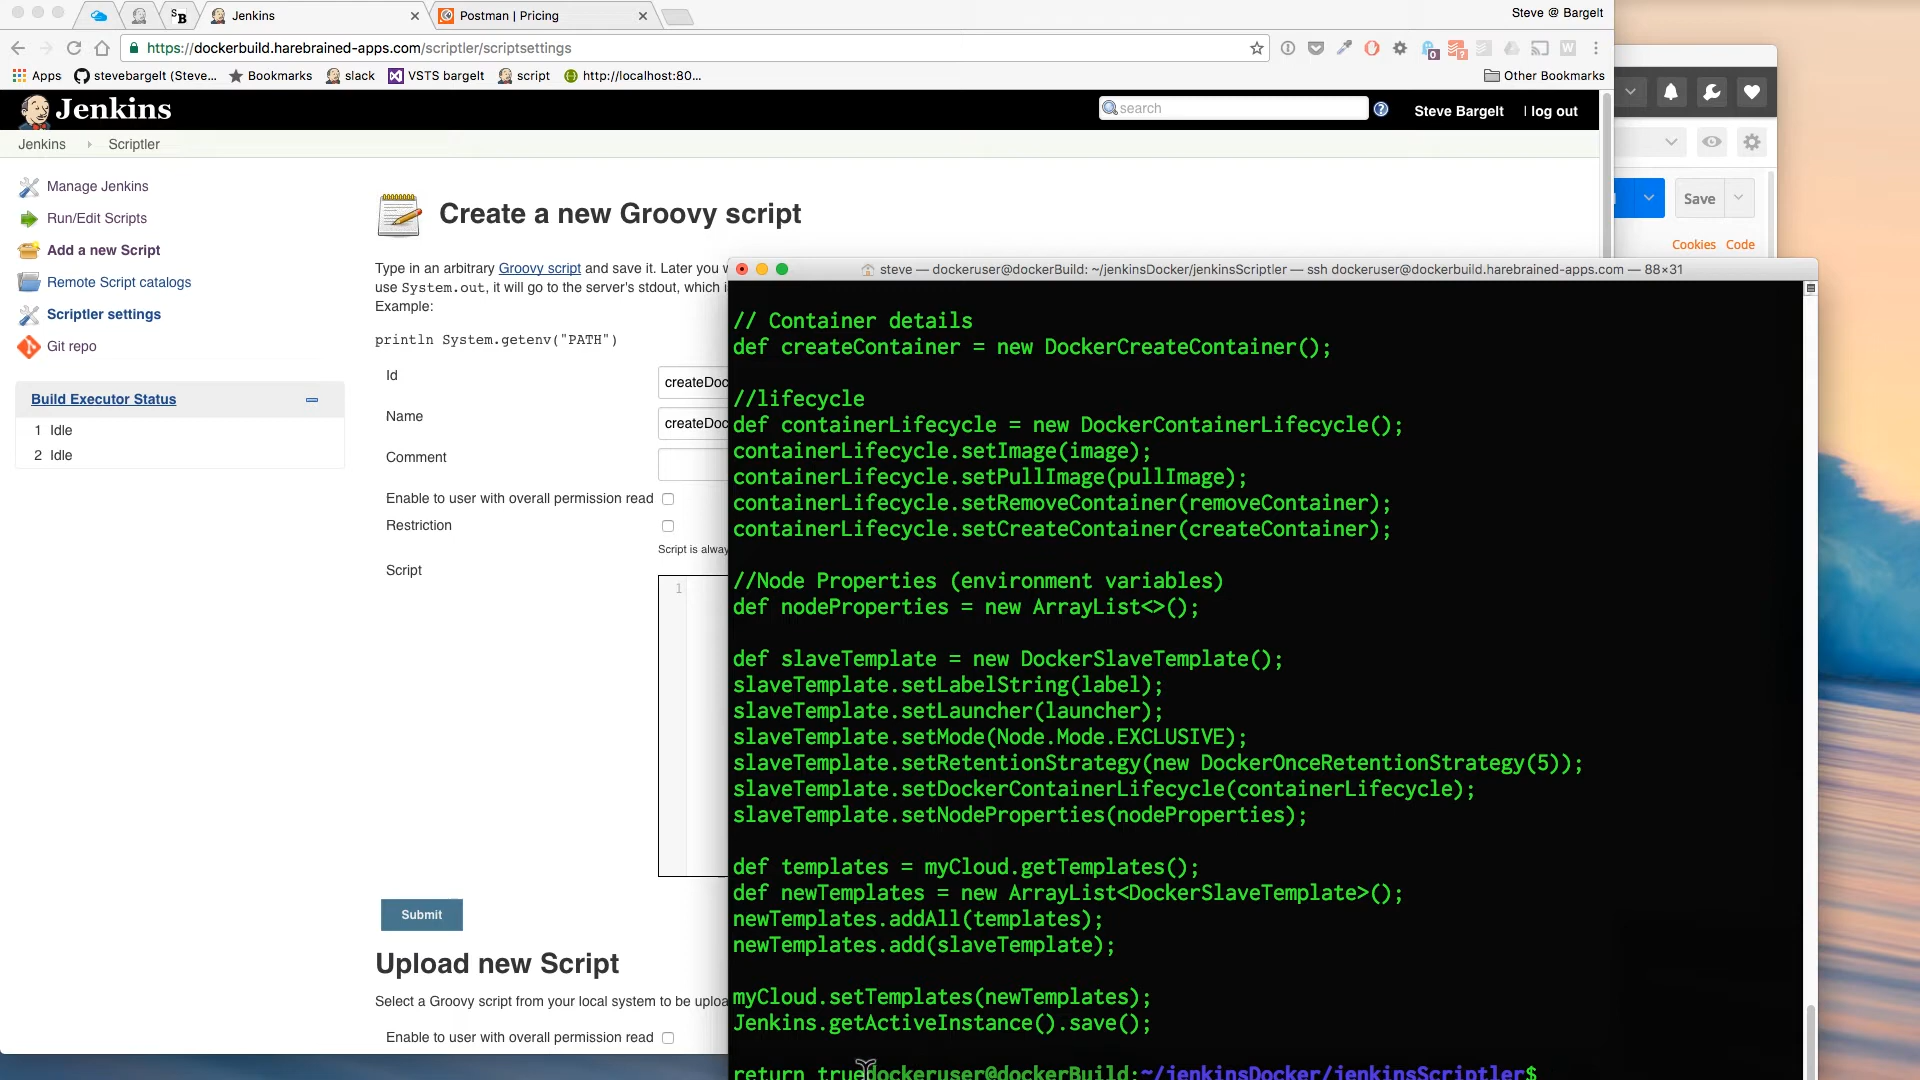 Jenkins
Postman | Pricing
Steve @ Bargelt
https://dockerbuild.harebrained-apps.com/scriptler/scriptsettings
Apps
stevebargelt (Steve...
Bookmarks
slack
VSTS bargelt
script
http://localhost:80...
Other Bookmarks
Jenkins
search
Steve Bargelt
| log out
Jenkins
Scriptler
Manage Jenkins
Run/Edit Scripts
Add a new Script
Remote Script catalogs
Scriptler settings
Git repo
Build Executor Status
1 Idle
2 Idle
Create a new Groovy script
Type in an arbitrary Groovy script and save it. Later you
use System.out, it will go to the server's stdout, which
Example:
println System.getenv("PATH")
Id
createDoc
Name
createDoc
Comment
Enable to user with overall permission read
Restriction
Script is alway
Script
1
Submit
Upload new Script
Select a Groovy script from your local system to be uploa
Enable to user with overall permission read
Save
Cookies
Code
steve — dockeruser@dockerBuild: ~/jenkinsDocker/jenkinsScriptler — ssh dockeruser@dockerbuild.harebrained-apps.com — 88×31
// Container details
def createContainer = new DockerCreateContainer();
//lifecycle
def containerLifecycle = new DockerContainerLifecycle();
containerLifecycle.setImage(image);
containerLifecycle.setPullImage(pullImage);
containerLifecycle.setRemoveContainer(removeContainer);
containerLifecycle.setCreateContainer(createContainer);
//Node Properties (environment variables)
def nodeProperties = new ArrayList<>();
def slaveTemplate = new DockerSlaveTemplate();
slaveTemplate.setLabelString(label);
slaveTemplate.setLauncher(launcher);
slaveTemplate.setMode(Node.Mode.EXCLUSIVE);
slaveTemplate.setRetentionStrategy(new DockerOnceRetentionStrategy(5));
slaveTemplate.setDockerContainerLifecycle(containerLifecycle);
slaveTemplate.setNodeProperties(nodeProperties);
def templates = myCloud.getTemplates();
def newTemplates = new ArrayList<DockerSlaveTemplate>();
newTemplates.addAll(templates);
newTemplates.add(slaveTemplate);
myCloud.setTemplates(newTemplates);
Jenkins.getActiveInstance().save();
return truedockeruser@dockerBuild:~/jenkinsDocker/jenkinsScriptler$